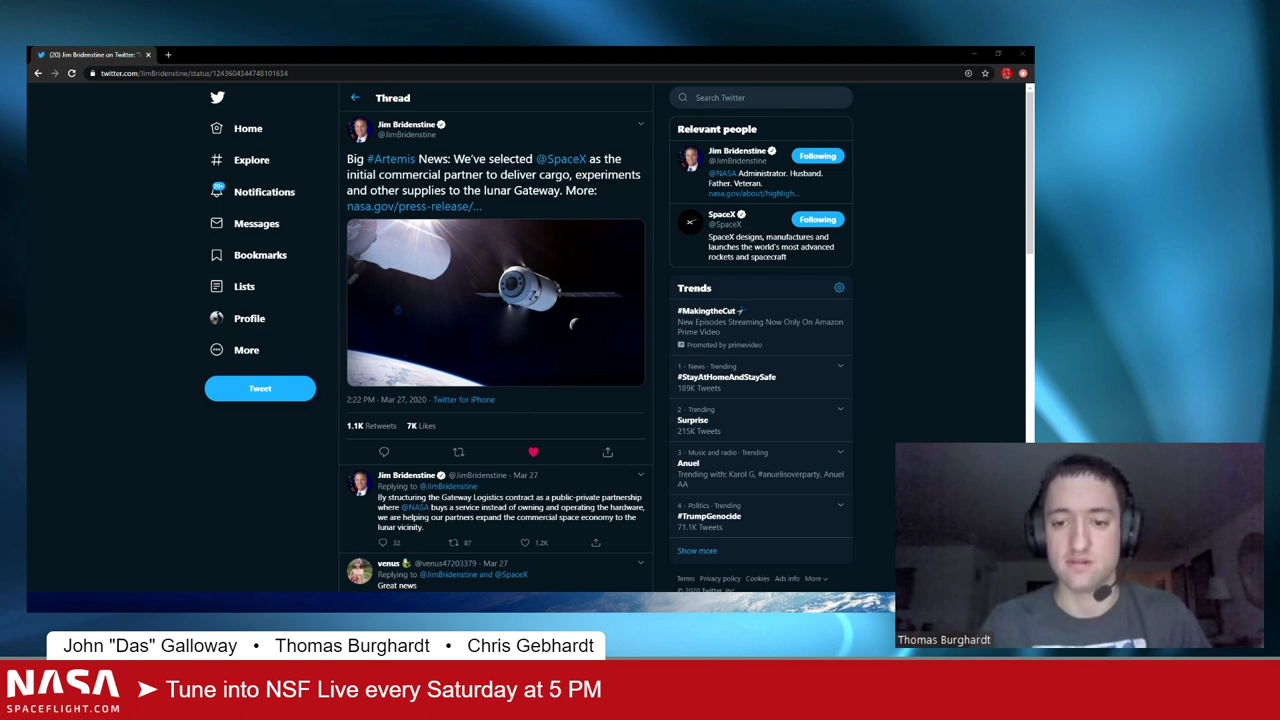 (20) Jim Bridenstine on Twitter: "
twitter.com/JimBridenstine/status/1243604344748101634
Home
Explore
20+
Notifications
Messages
Bookmarks
Lists
Profile
More
Tweet
Thread
Jim Bridenstine
@JimBridenstine
Big #Artemis News: We've selected @SpaceX as the
initial commercial partner to deliver cargo, experiments
and other supplies to the lunar Gateway. More:
nasa.gov/press-release/...
2:22 PM · Mar 27, 2020 · Twitter for iPhone
1.1K Retweets 7K Likes
Jim Bridenstine @JimBridenstine · Mar 27
Replying to @JimBridenstine
By structuring the Gateway Logistics contract as a public-private partnership
where @NASA buys a service instead of owning and operating the hardware,
we are helping our partners expand the commercial space economy to the
lunar vicinity.
32 87 1.2K
venus @venus47203379 · Mar 27
Replying to @JimBridenstine and @SpaceX
Great news
Search Twitter
Relevant people
Jim Bridenstine
@JimBridenstine
Following
@NASA Administrator. Husband.
Father. Veteran.
nasa.gov/about/highligh...
SpaceX
@SpaceX
Following
SpaceX designs, manufactures and
launches the world's most advanced
rockets and spacecraft
Trends
#MakingtheCut
New Episodes Streaming Now Only On Amazon
Prime Video
Promoted by primevideo
1 · News · Trending
#StayAtHomeAndStaySafe
189K Tweets
2 · Trending
Surprise
215K Tweets
3 · Music and radio · Trending
Anuel
Trending with: Karol G, #anuelisoverparty, Anuel
AA
4 · Politics · Trending
#TrumpGenocide
71.1K Tweets
Show more
Terms Privacy policy Cookies Ads info More
© 2020 Twitter, Inc.
Thomas Burghardt
John "Das" Galloway • Thomas Burghardt • Chris Gebhardt
NASA
SPACEFLIGHT.COM
Tune into NSF Live every Saturday at 5 PM